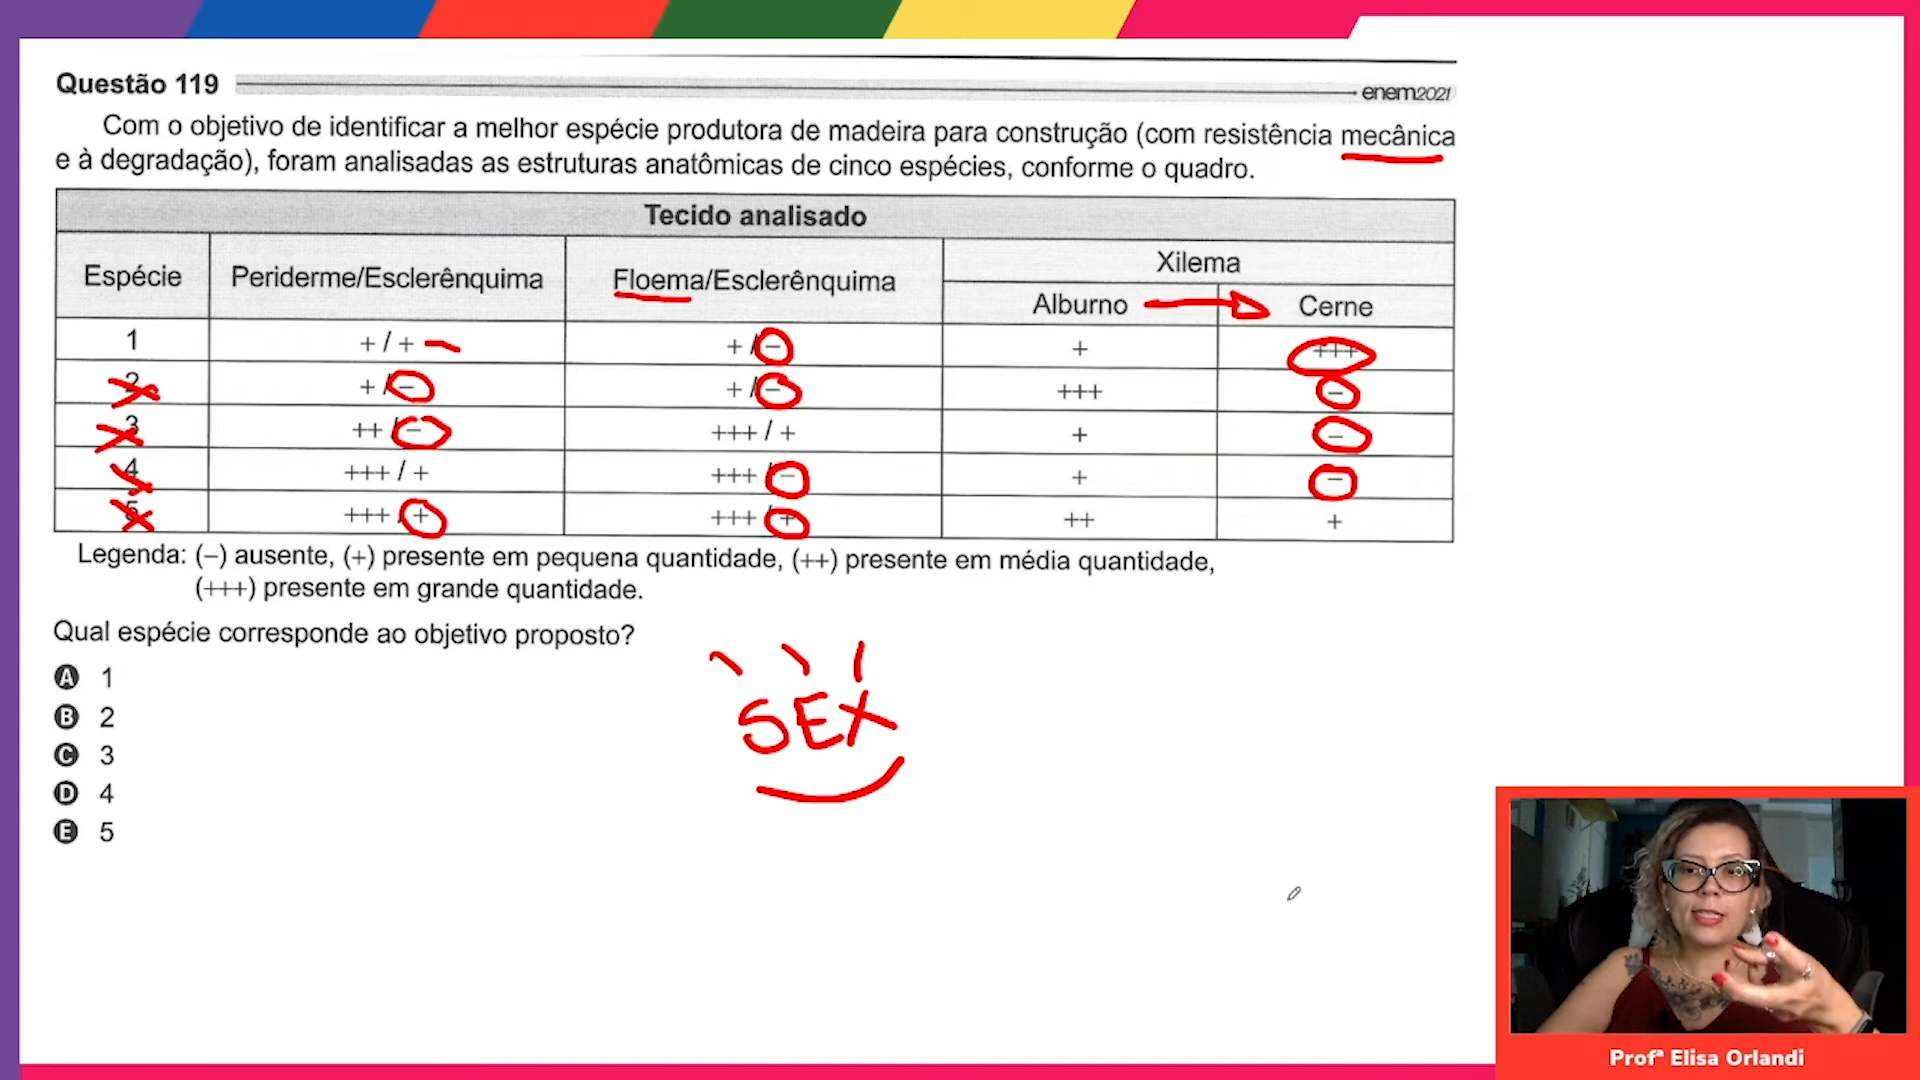 Questão 119
enem2021
Com o objetivo de identificar a melhor espécie produtora de madeira para construção (com resistência mecânica
e à degradação), foram analisadas as estruturas anatômicas de cinco espécies, conforme o quadro.
Tecido analisado
Espécie Periderme/Esclerênquima Floema/Esclerênquima Xilema
Alburno Cerne
1 + / + + / – + +++
2 + / – + / – +++ –
3 ++ / – +++ / + + –
4 +++ / + +++ / – + –
5 +++ / + +++ / + ++ +
Legenda: (–) ausente, (+) presente em pequena quantidade, (++) presente em média quantidade,
(+++) presente em grande quantidade.
Qual espécie corresponde ao objetivo proposto?
A 1
B 2
C 3
D 4
E 5
SEX
Profª Elisa Orlandi